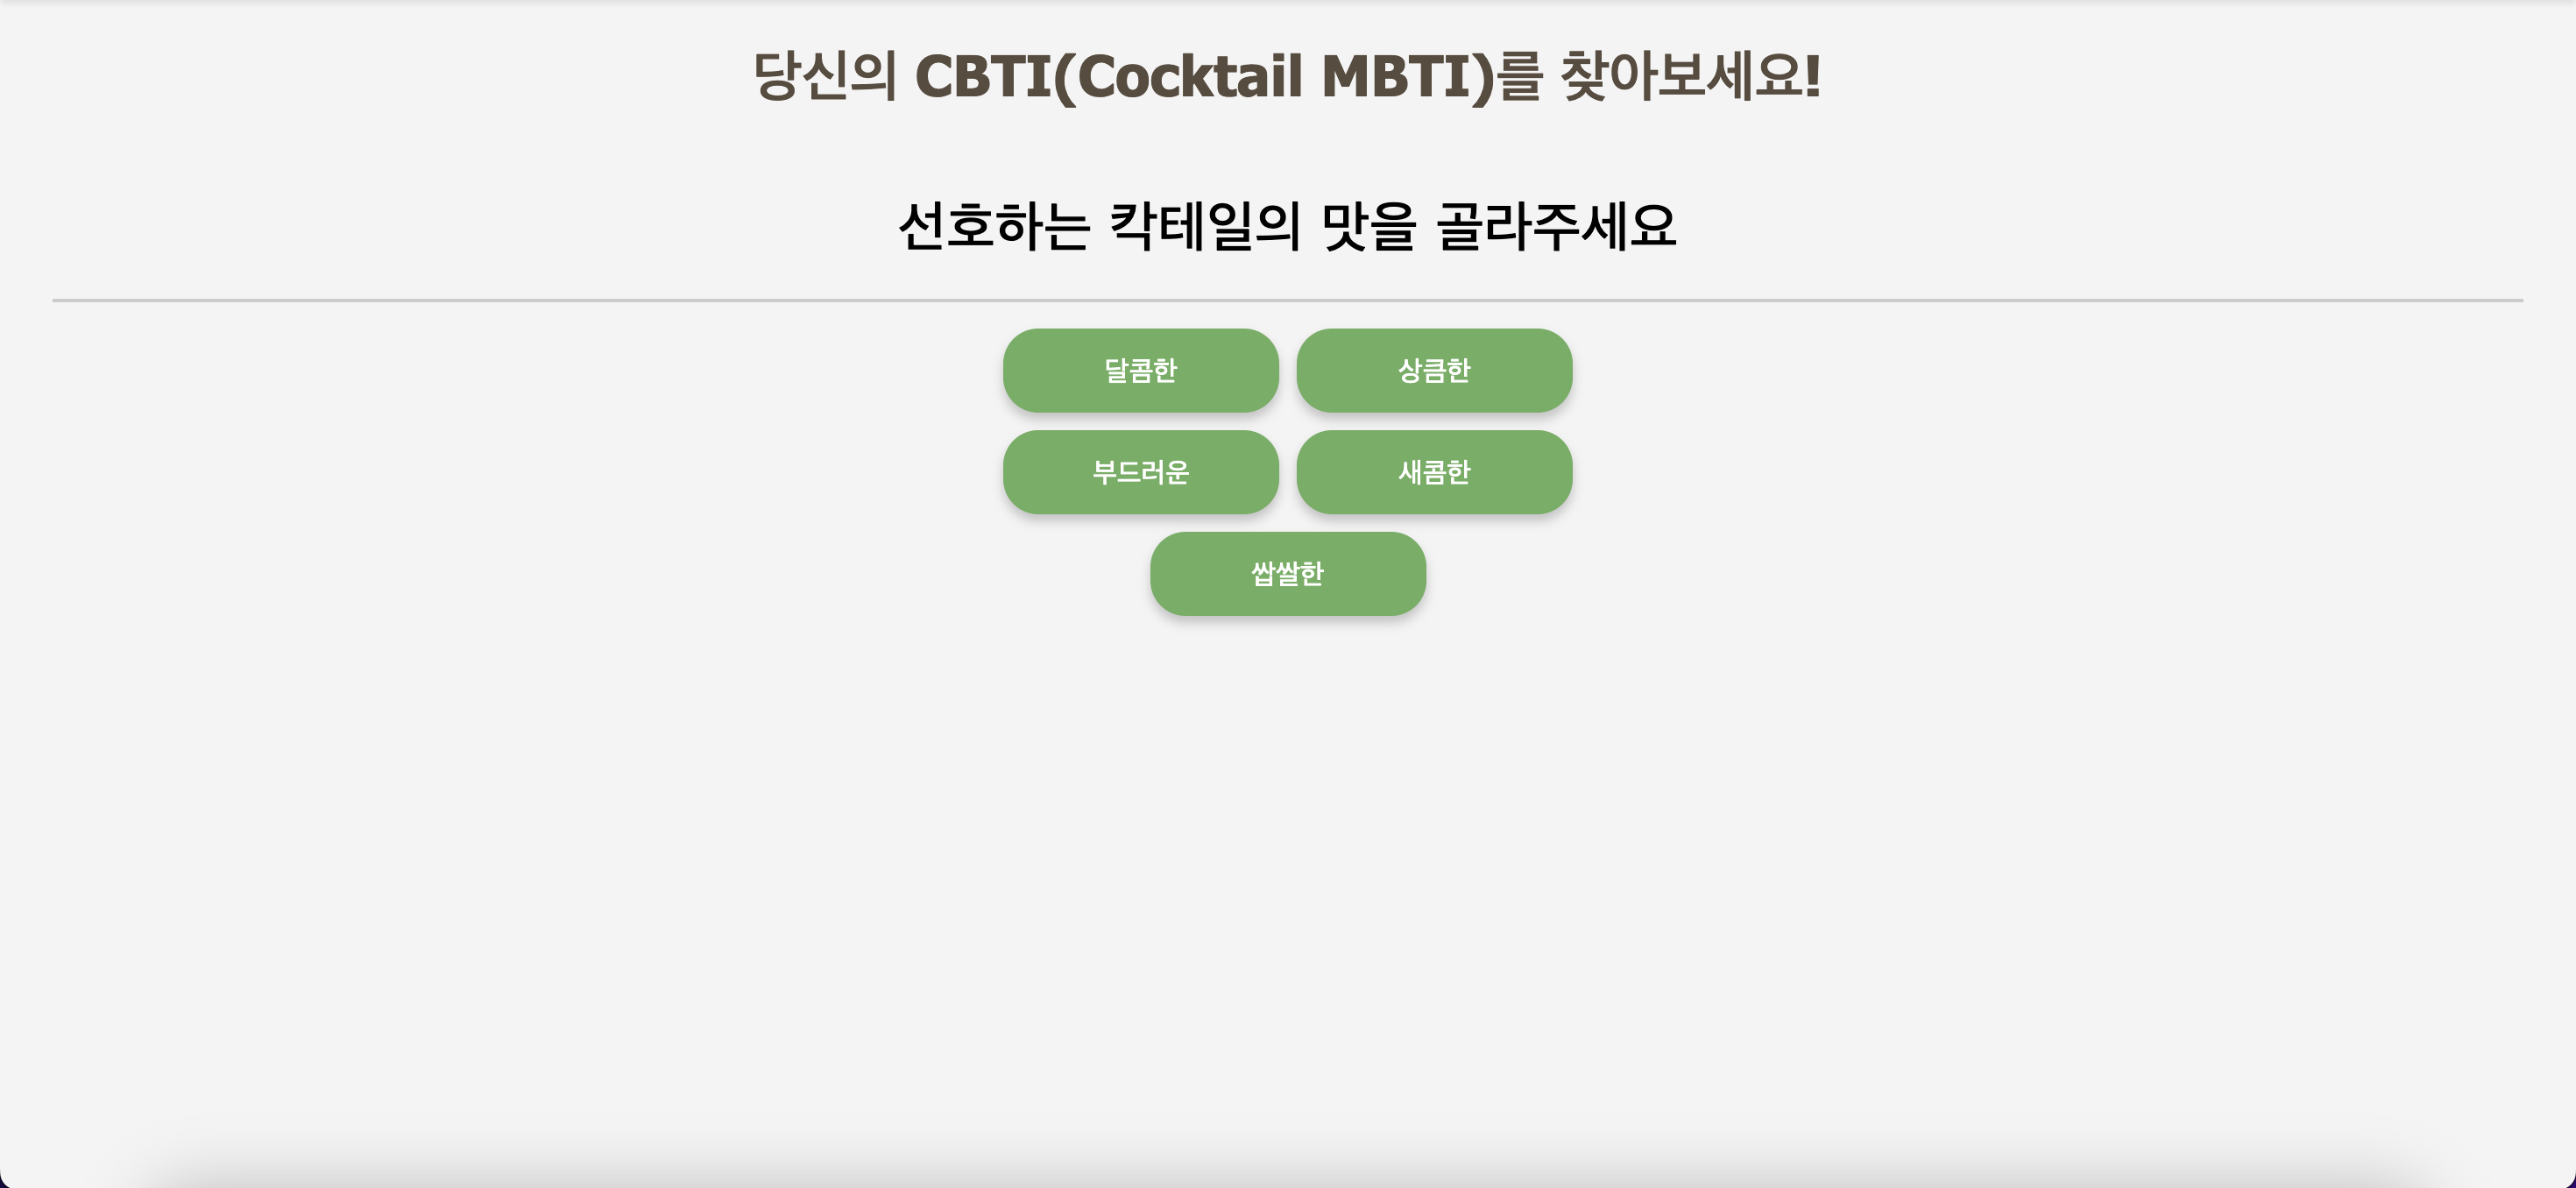 당신의 CBTI(Cocktail MBTI)를 찾아보세요!
선호하는 칵테일의 맛을 골라주세요
달콤한 상큼한
부드러운 새콤한
쌉쌀한